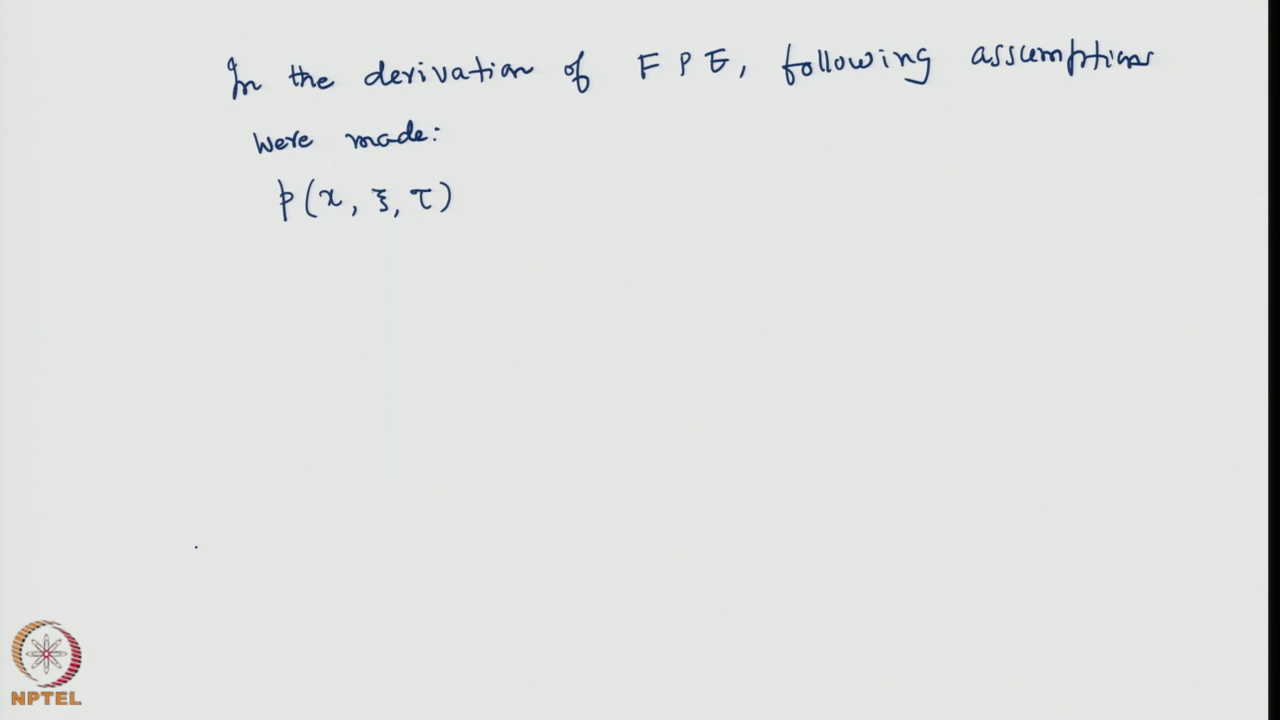 In the derivation of FPE, following assumptions
were made:
p(x, ξ, τ)
NPTEL